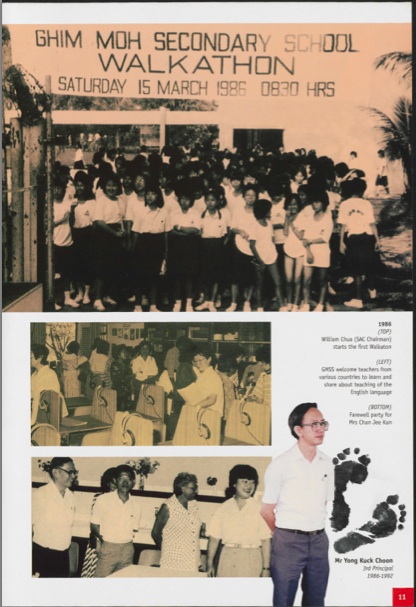 GHIM MOH SECONDARY SCHOOL
WALKATHON
SATURDAY 15 MARCH 1986 0830 HRS
1986
(TOP)
William Chua (SAC Chairman)
starts the first Walkaton
(LEFT)
GMSS welcome teachers from
various countries to learn and
share about teaching of the
English language
(BOTTOM)
Farewell party for
Mrs Chan Jee Kun
Mr Yong Kuck Choon
3rd Principal
1986-1992
11